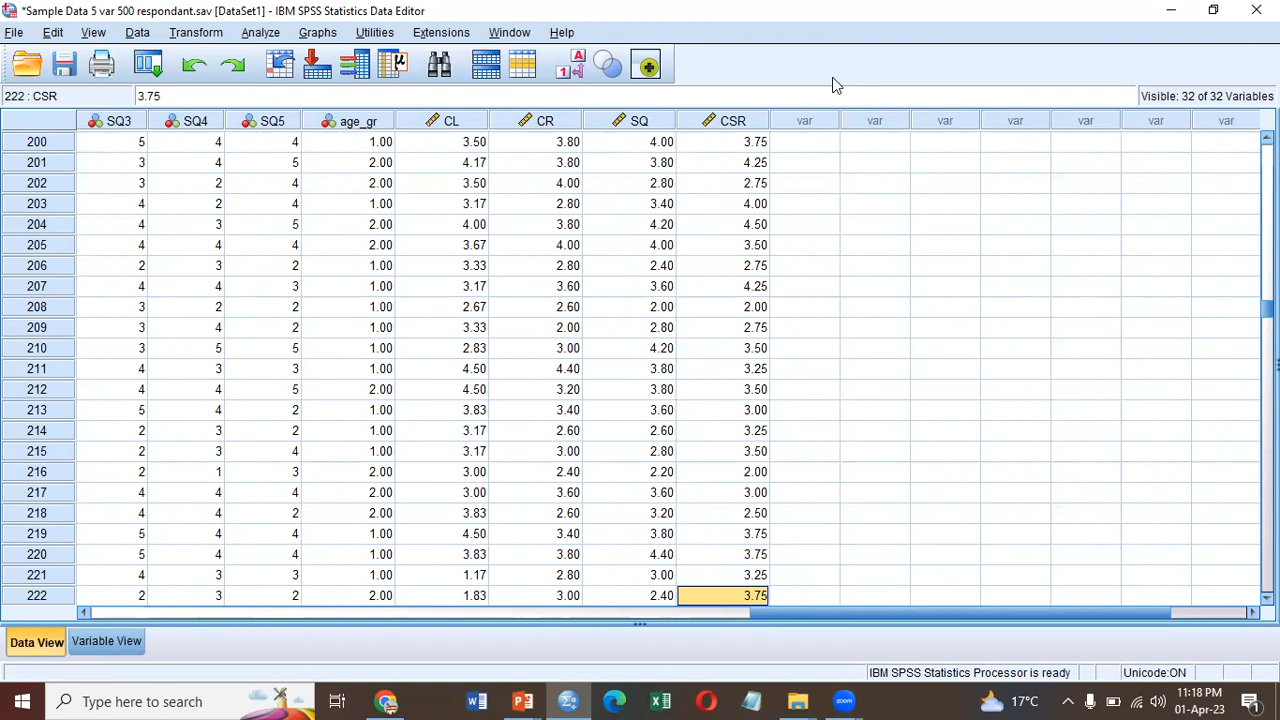 *Sample Data 5 var 500 respondant.sav [DataSet1] - IBM SPSS Statistics Data Editor
File Edit View Data Transform Analyze Graphs Utilities Extensions Window Help
222 : CSR 3.75 Visible: 32 of 32 Variables
SQ3 SQ4 SQ5 age_gr CL CR SQ CSR var var var var var var var
200 5 4 4 1.00 3.50 3.80 4.00 3.75
201 3 4 5 2.00 4.17 3.80 3.80 4.25
202 3 2 4 2.00 3.50 4.00 2.80 2.75
203 4 2 4 1.00 3.17 2.80 3.40 4.00
204 4 3 5 2.00 4.00 3.80 4.20 4.50
205 4 4 4 2.00 3.67 4.00 4.00 3.50
206 2 3 2 1.00 3.33 2.80 2.40 2.75
207 4 4 3 1.00 3.17 3.60 3.60 4.25
208 3 2 2 1.00 2.67 2.60 2.00 2.00
209 3 4 2 1.00 3.33 2.00 2.80 2.75
210 3 5 5 1.00 2.83 3.00 4.20 3.50
211 4 3 3 1.00 4.50 4.40 3.80 3.25
212 4 4 5 2.00 4.50 3.20 3.80 3.50
213 5 4 2 1.00 3.83 3.40 3.60 3.00
214 2 3 2 1.00 3.17 2.60 2.60 3.25
215 2 3 4 1.00 3.17 3.00 2.80 3.50
216 2 1 3 2.00 3.00 2.40 2.20 2.00
217 4 4 4 2.00 3.00 3.60 3.60 3.00
218 4 4 2 2.00 3.83 2.60 3.20 2.50
219 5 4 4 1.00 4.50 3.40 3.80 3.75
220 5 4 4 1.00 3.83 3.80 4.40 3.75
221 4 3 3 1.00 1.17 2.80 3.00 3.25
222 2 3 2 2.00 1.83 3.00 2.40 3.75
Data View Variable View
IBM SPSS Statistics Processor is ready Unicode:ON
Type here to search zoom 17°C 11:18 PM
01-Apr-23 1